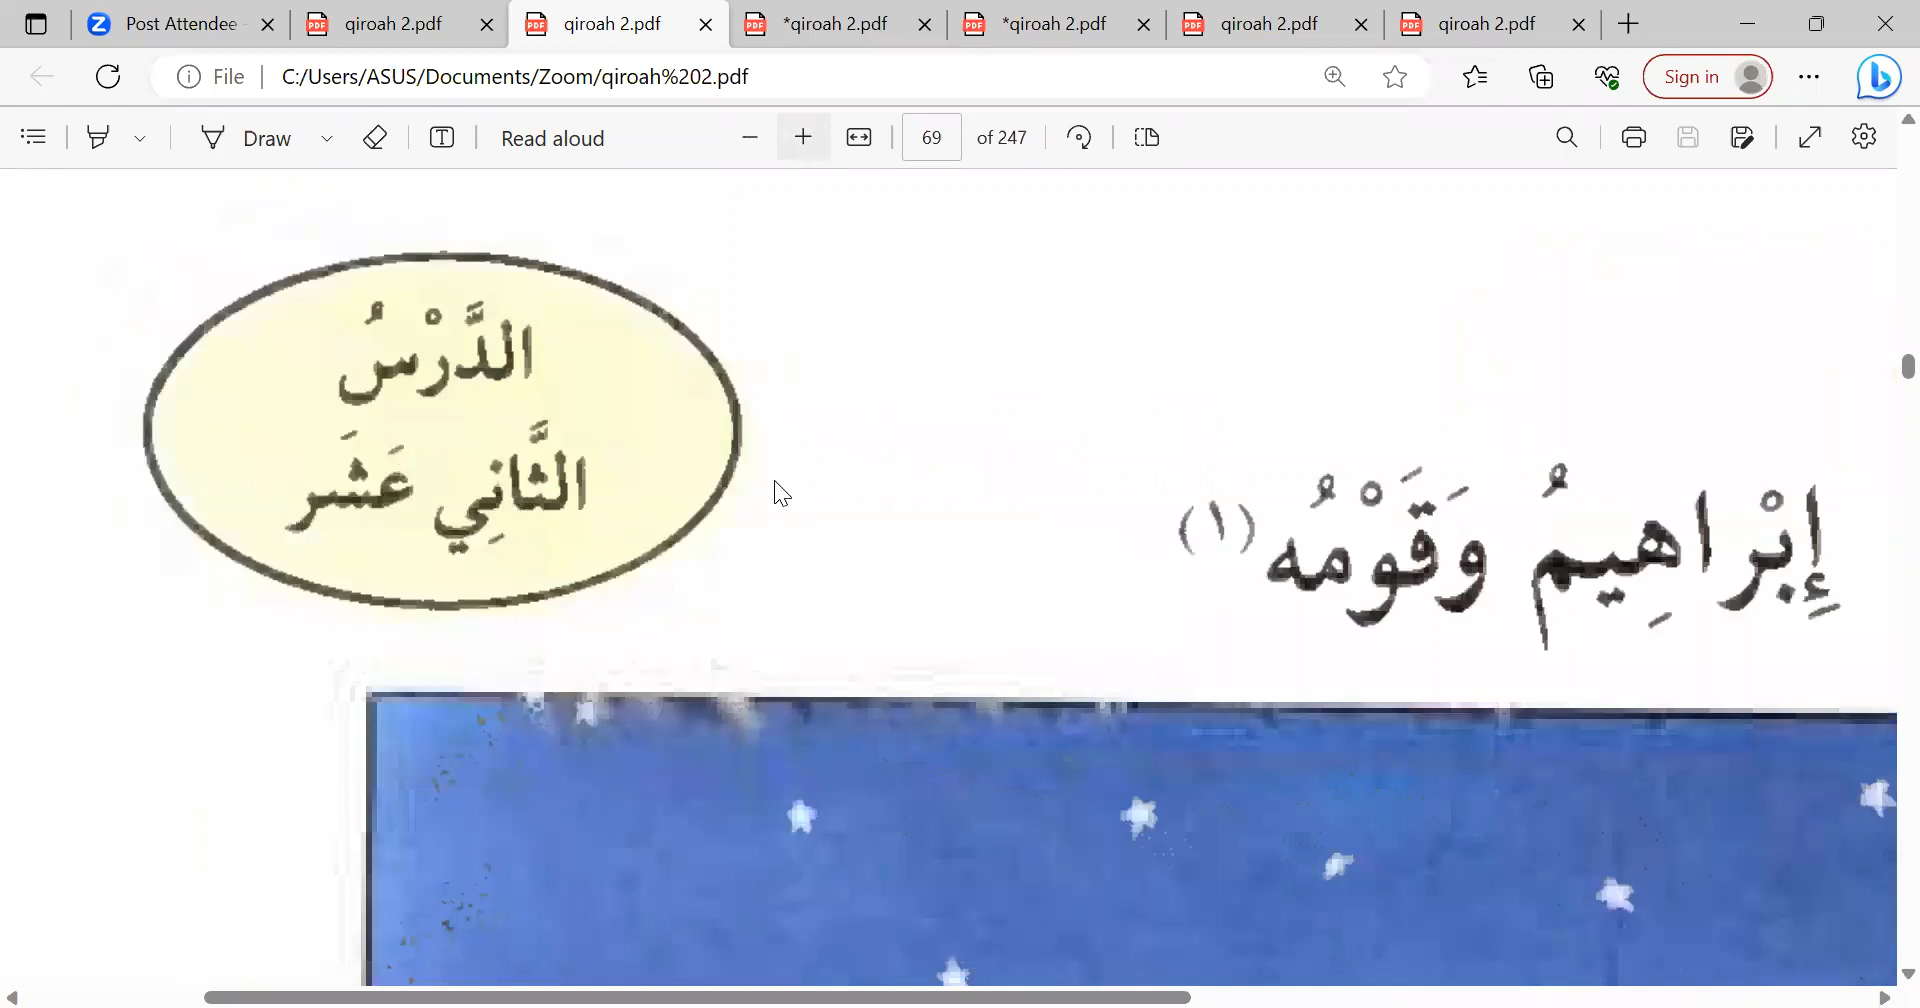 Post Attendee
qiroah 2.pdf
qiroah 2.pdf
*qiroah 2.pdf
*qiroah 2.pdf
qiroah 2.pdf
qiroah 2.pdf
File
C:/Users/ASUS/Documents/Zoom/qiroah%202.pdf
Sign in
Draw
Read aloud
69
of 247
الدَّرْسُ
الثَّانِي عَشَر
إِبْرَاهِيمُ وَقَوْمُه (١)